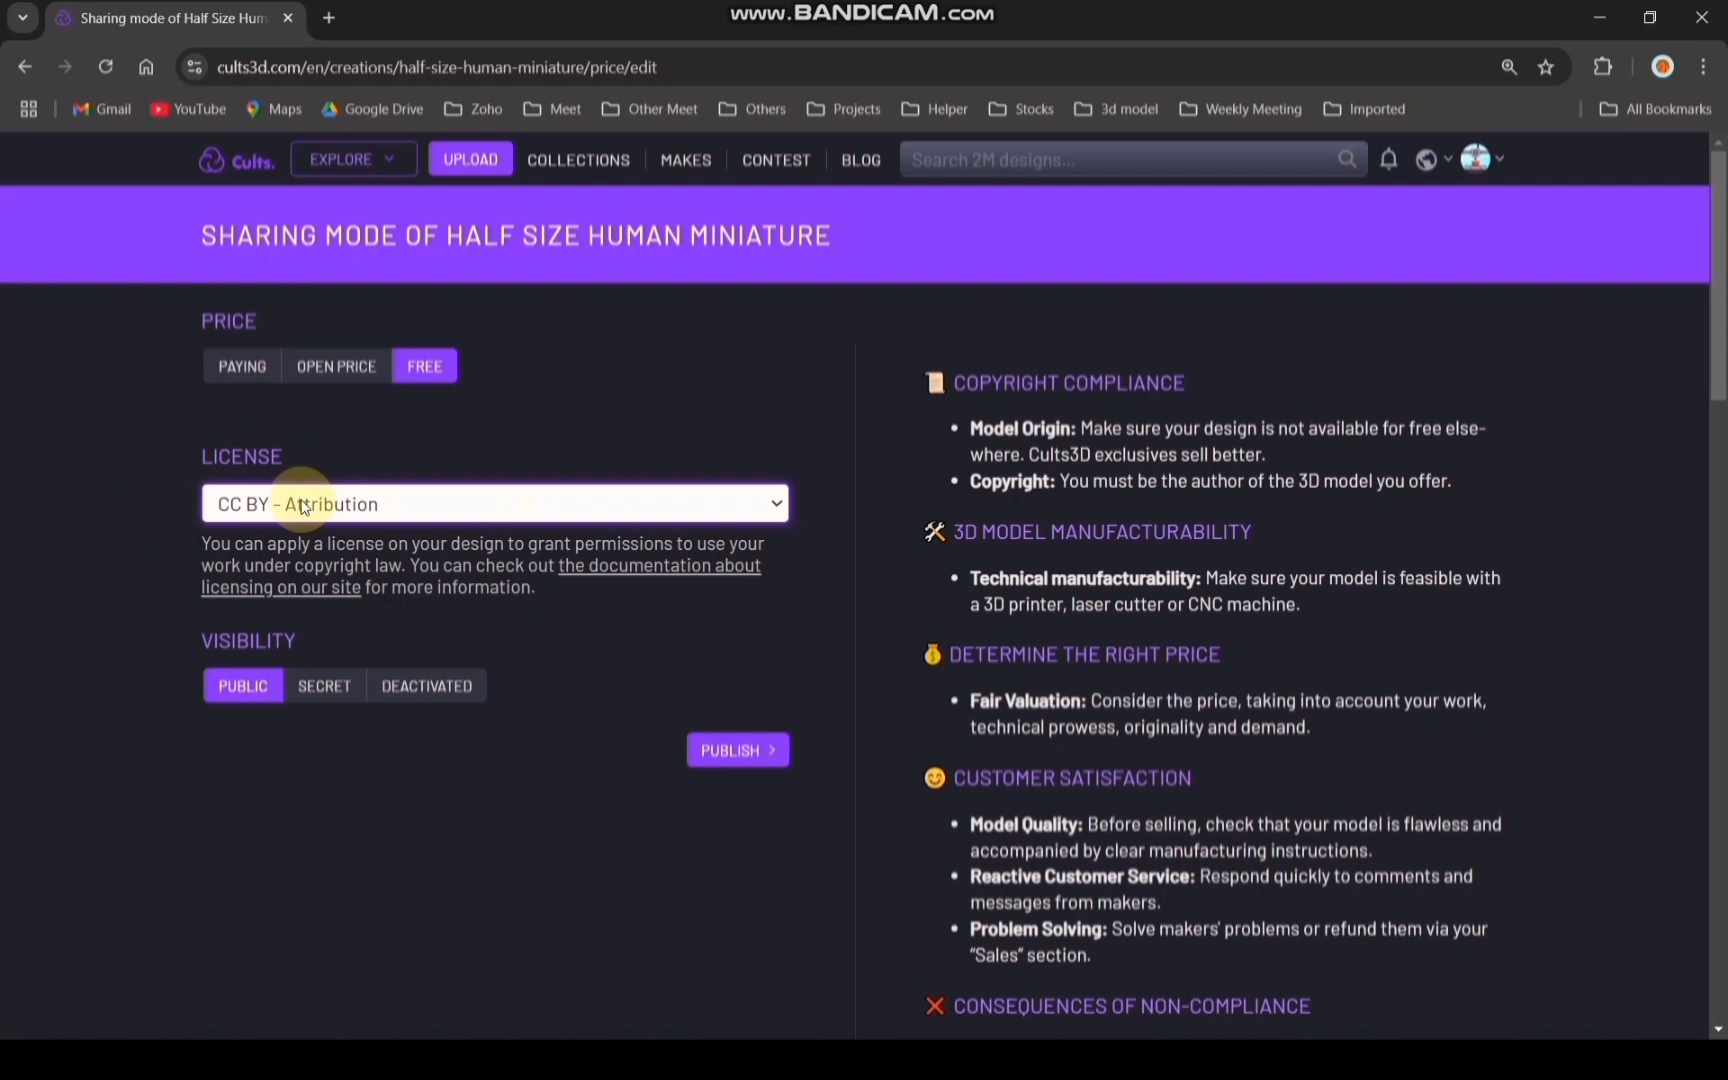 www.BANDICAM.com
Sharing mode of Half Size Hum
cults3d.com/en/creations/half-size-human-miniature/price/edit
Gmail YouTube Maps Google Drive Zoho Meet Other Meet Others Projects Helper Stocks 3d model Weekly Meeting Imported All Bookmarks
Cults. EXPLORE UPLOAD COLLECTIONS MAKES CONTEST BLOG Search 2M designs...
SHARING MODE OF HALF SIZE HUMAN MINIATURE
PRICE
PAYING OPEN PRICE FREE
LICENSE
CC BY - Attribution
You can apply a license on your design to grant permissions to use your
work under copyright law. You can check out the documentation about
licensing on our site for more information.
VISIBILITY
PUBLIC SECRET DEACTIVATED
PUBLISH >
COPYRIGHT COMPLIANCE
• Model Origin: Make sure your design is not available for free else-
where. Cults3D exclusives sell better.
• Copyright: You must be the author of the 3D model you offer.
3D MODEL MANUFACTURABILITY
• Technical manufacturability: Make sure your model is feasible with
a 3D printer, laser cutter or CNC machine.
DETERMINE THE RIGHT PRICE
• Fair Valuation: Consider the price, taking into account your work,
technical prowess, originality and demand.
CUSTOMER SATISFACTION
• Model Quality: Before selling, check that your model is flawless and
accompanied by clear manufacturing instructions.
• Reactive Customer Service: Respond quickly to comments and
messages from makers.
• Problem Solving: Solve makers' problems or refund them via your
"Sales" section.
CONSEQUENCES OF NON-COMPLIANCE